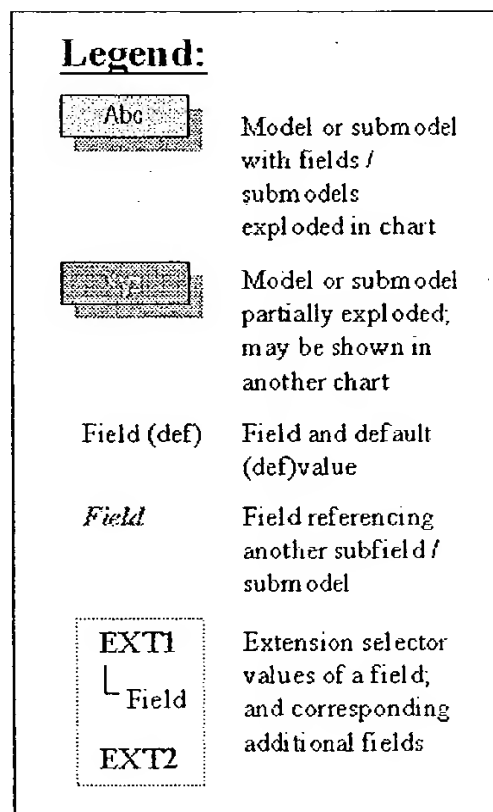 Legend:
Abc
Model or submodel
with fields /
submodels
exploded in chart
Model or submodel
partially exploded;
may be shown in
another chart
Field (def)
Field and default
(def)value
Field
Field referencing
another subfield /
submodel
EXT1
Field
EXT2
Extension selector
values of a field;
and corresponding
additional fields